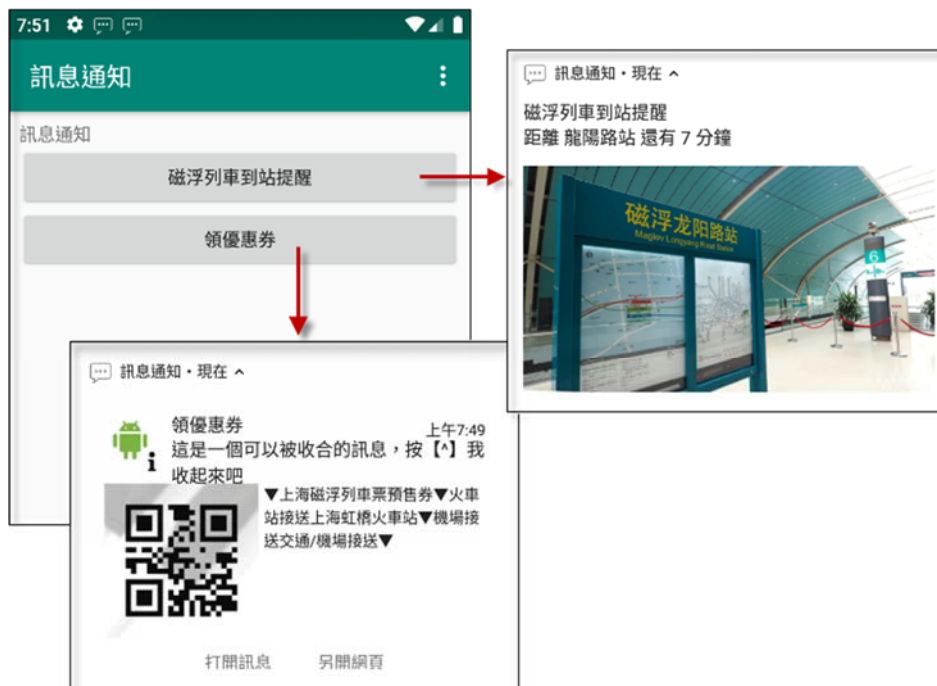 7:51
訊息通知
訊息通知
磁浮列車到站提醒
領優惠券
訊息通知・現在 ^
磁浮列車到站提醒
距離 龍陽路站 還有 7 分鐘
磁浮龙阳路站
Maglev Longyang Road Station
6
訊息通知・現在 ^
領優惠券
上午7:49
這是一個可以被收合的訊息,按【^】我
收起來吧
▼上海磁浮列車票預售券▼火車
站接送上海虹橋火車站▼機場接
送交通/機場接送▼
打開訊息 另開網頁